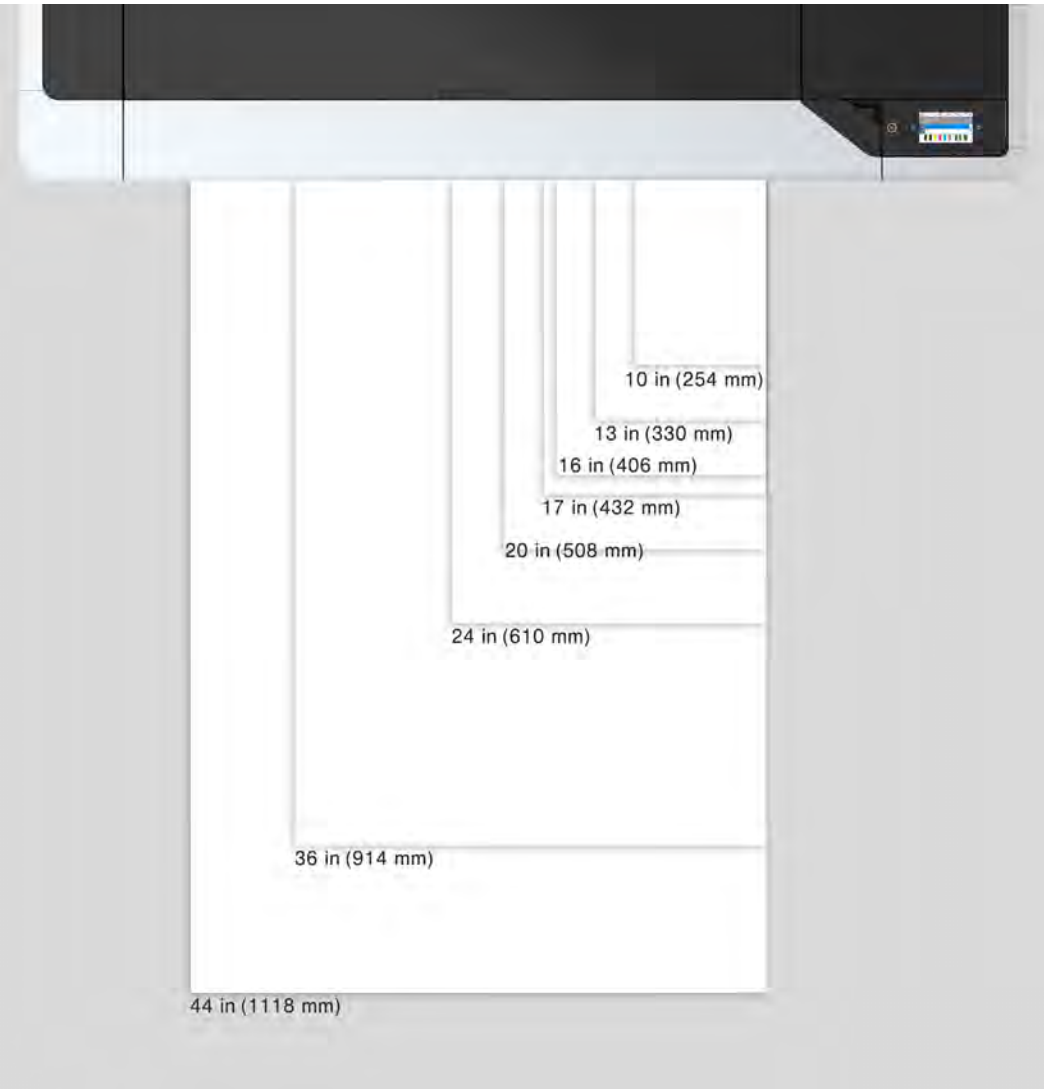 10 in (254 mm)
13 in (330 mm)
16 in (406 mm)
17 in (432 mm)
20 in (508 mm)
24 in (610 mm)
36 in (914 mm)
44 in (1118 mm)